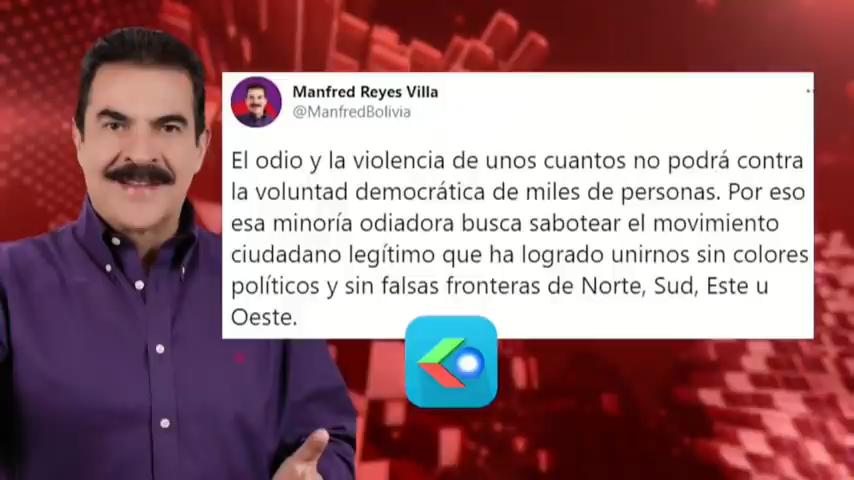 Manfred Reyes Villa
@ManfredBolivia
El odio y la violencia de unos cuantos no podrá contra
la voluntad democrática de miles de personas. Por eso
esa minoría odiadora busca sabotear el movimiento
ciudadano legítimo que ha logrado unirnos sin colores
políticos y sin falsas fronteras de Norte, Sud, Este u
Oeste.